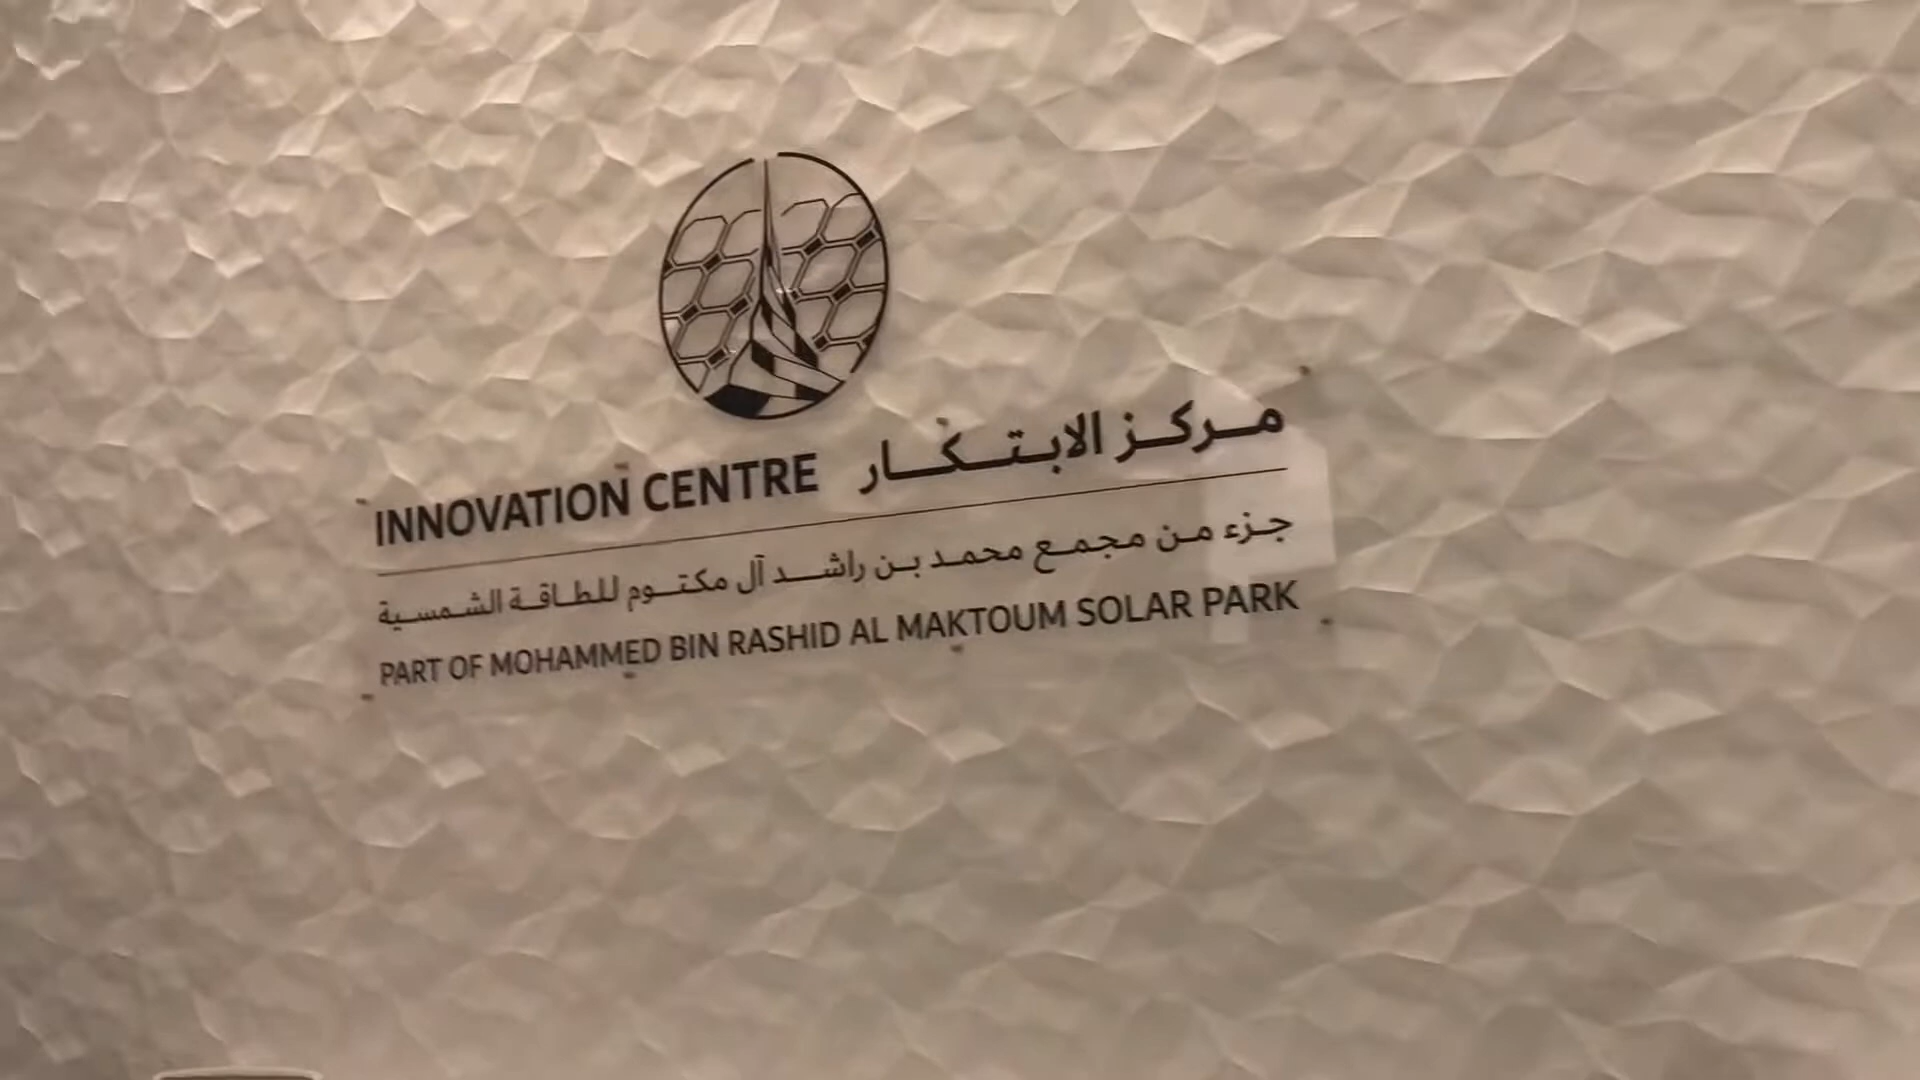 INNOVATION CENTRE مركز الابتكار
جزء من مجمع محمد بن راشد آل مكتوم للطاقة الشمسية
PART OF MOHAMMED BIN RASHID AL MAKTOUM SOLAR PARK